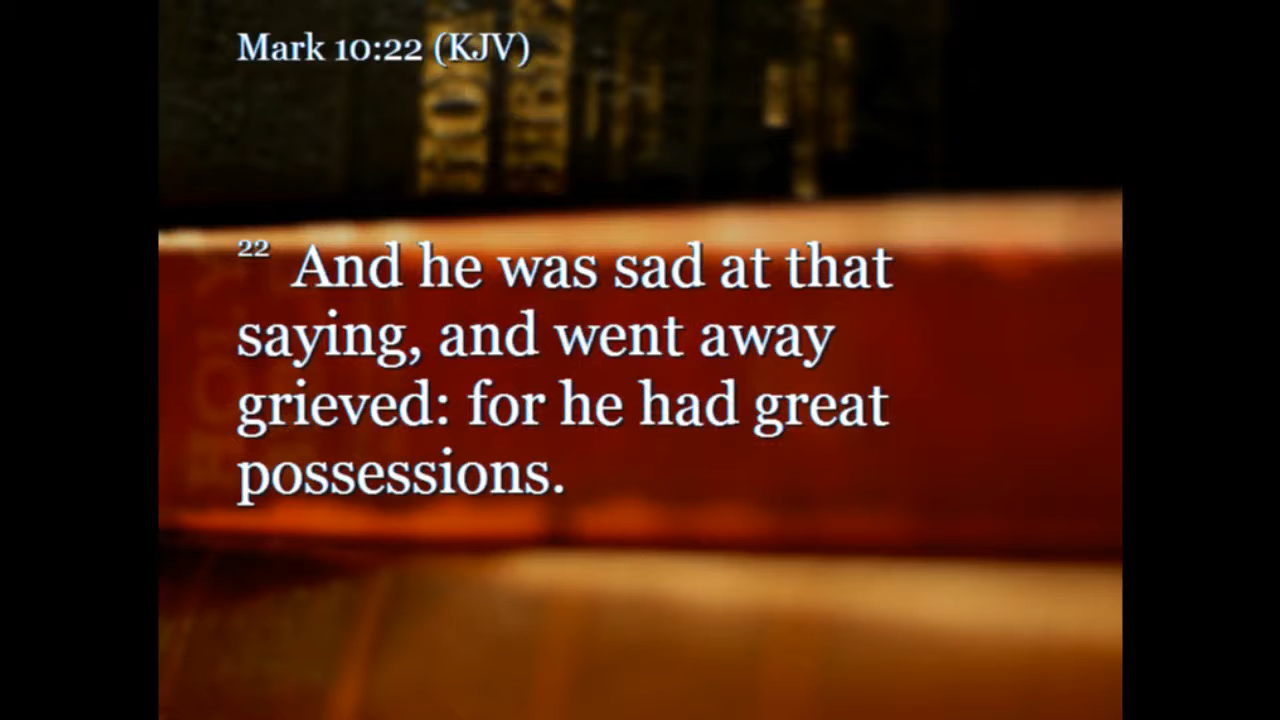 Mark 10:22 (KJV)
22 And he was sad at that
saying, and went away
grieved: for he had great
possessions.